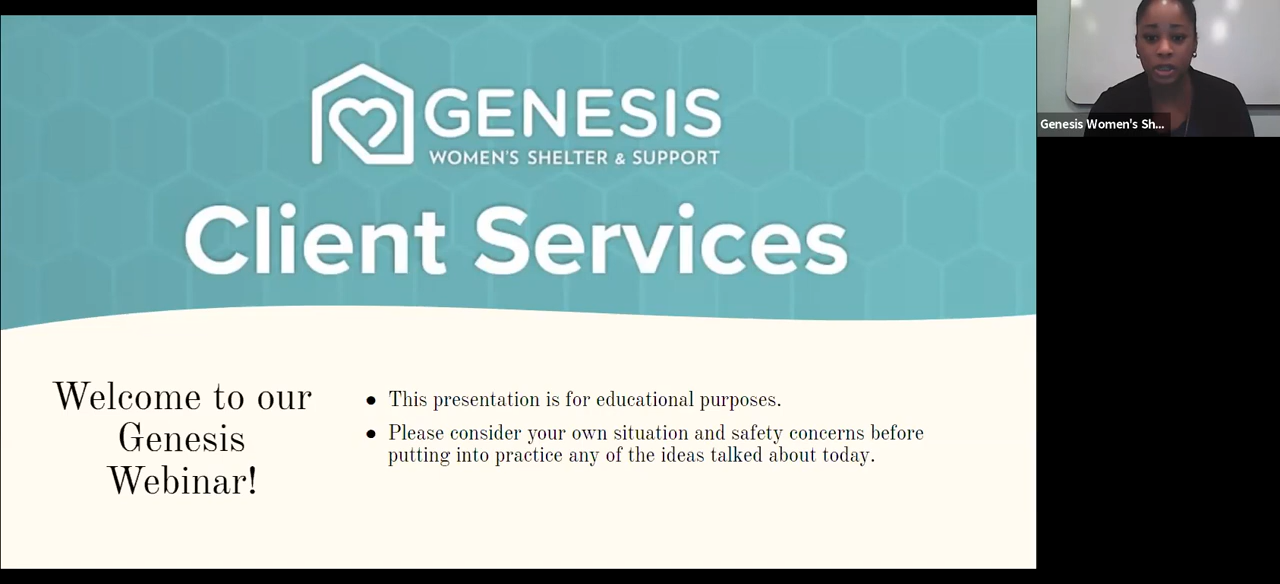 GENESIS
WOMEN'S SHELTER & SUPPORT
Client Services
Welcome to our
Genesis
Webinar!
● This presentation is for educational purposes.
● Please consider your own situation and safety concerns before
putting into practice any of the ideas talked about today.
Genesis Women's Sh...